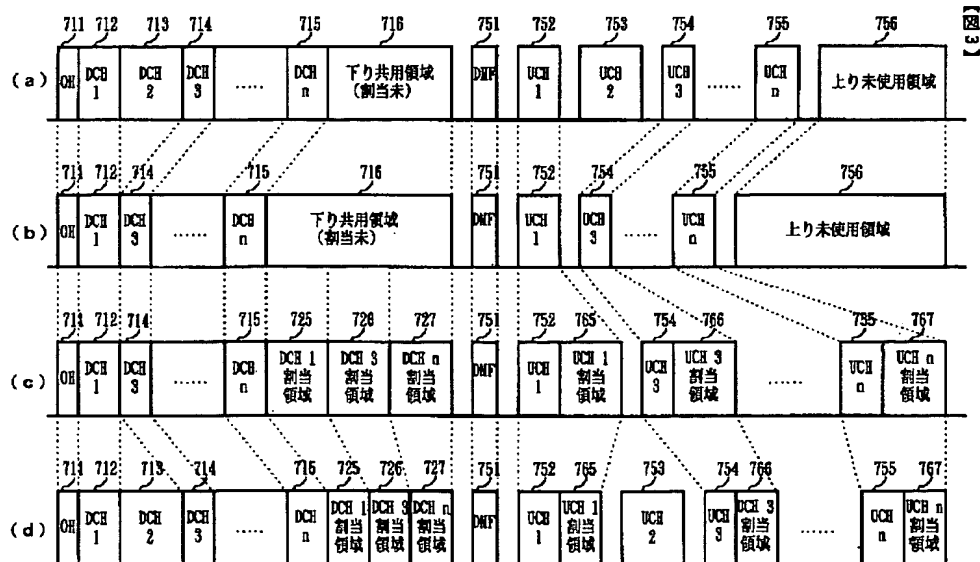 【図3】
711 712 713 714 715 716 751 752 753 754 755 756
(a) OH DCH 1 DCH 2 DCH 3 …… DCH n 下り共用領域 (割当未) DMF UCH 1 UCH 2 UCH 3 …… UCH n 上り未使用領域
711 712 714 715 716 751 752 754 755 756
(b) OH DCH 1 DCH 3 …… DCH n 下り共用領域 (割当未) DMF UCH 1 UCH 3 …… UCH n 上り未使用領域
711 712 714 715 725 726 727 751 752 765 754 766 755 767
(c) OH DCH 1 DCH 3 …… DCH n DCH 1 割当 領域 DCH 3 割当 領域 DCH n 割当 領域 DMF UCH 1 UCH 1 割当 領域 UCH 3 UCH 3 割当 領域 …… UCH n UCH n 割当 領域
711 712 713 714 716 725 726 727 751 752 765 753 754 766 755 767
(d) OH DCH 1 DCH 2 DCH 3 …… DCH n DCH 1 割当 領域 DCH 3 割当 領域 DCH n 割当 領域 DMF UCH 1 UCH 1 割当 領域 UCH 2 UCH 3 UCH 3 割当 領域 …… UCH n UCH n 割当 領域